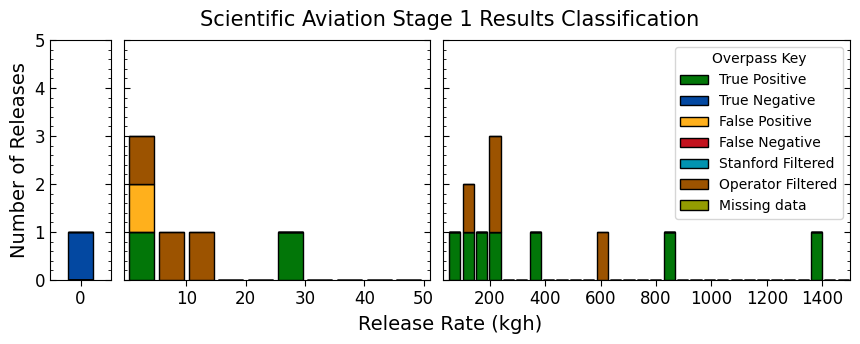 Scientific Aviation Stage 1 Results Classification
Number of Releases
5
4
3
2
1
0
Overpass Key
True Positive
True Negative
False Positive
False Negative
Stanford Filtered
Operator Filtered
Missing data
0
10 20 30 40 50
200 400 600 800 1000 1200 1400
Release Rate (kgh)